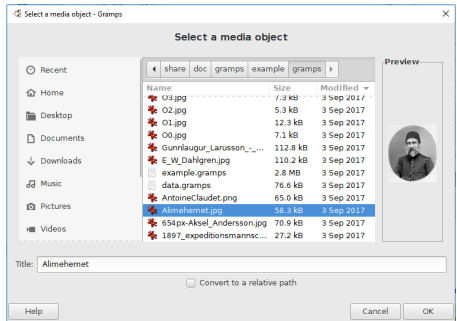 Select a media object - Gramps
Select a media object
Recent
Home
Desktop
Documents
Downloads
Music
Pictures
Videos
share doc gramps example gramps
Name Size Modified
O3.jpg 7.3 kB 3 Sep 2017
O2.jpg 5.3 kB 3 Sep 2017
O1.jpg 12.3 kB 3 Sep 2017
O0.jpg 7.1 kB 3 Sep 2017
Gunnlaugur_Larusson_-_... 112.8 kB 3 Sep 2017
E_W_Dahlgren.jpg 110.2 kB 3 Sep 2017
example.gramps 2.8 MB 3 Sep 2017
data.gramps 76.6 kB 3 Sep 2017
AntoineClaudet.png 65.0 kB 3 Sep 2017
Alimehemet.jpg 58.3 kB 3 Sep 2017
654px-Aksel_Andersson.jpg 70.9 kB 3 Sep 2017
1897_expeditionsmannsc... 27.2 kB 3 Sep 2017
Preview
Title: Alimehemet
Convert to a relative path
Help Cancel OK